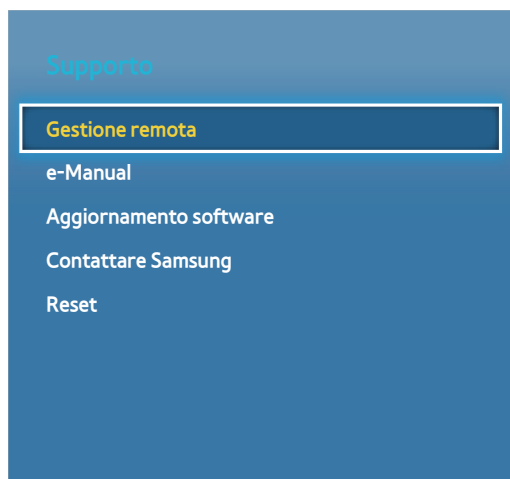 Supporto
Gestione remota
e-Manual
Aggiornamento software
Contattare Samsung
Reset